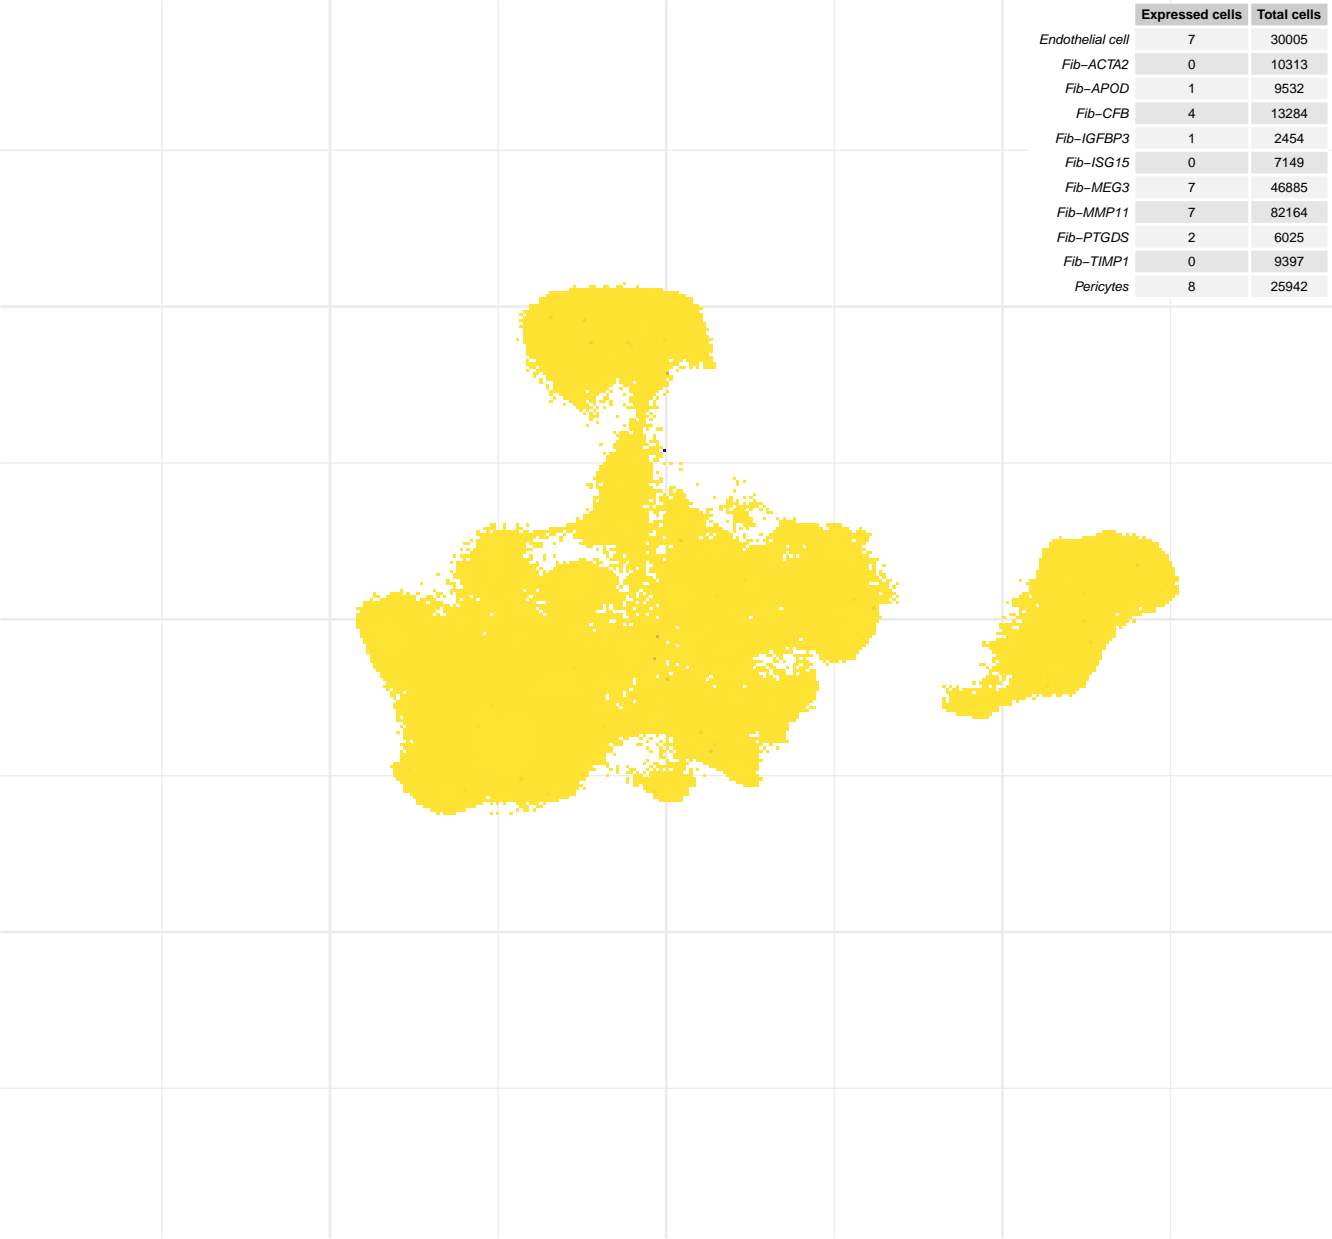 Expressed cells Total cells
Endothelial cell 7 30005
Fib−ACTA2 0 10313
Fib−APOD 1 9532
Fib−CFB 4 13284
Fib−IGFBP3 1 2454
Fib−ISG15 0 7149
Fib−MEG3 7 46885
Fib−MMP11 7 82164
Fib−PTGDS 2 6025
Fib−TIMP1 0 9397
Pericytes 8 25942